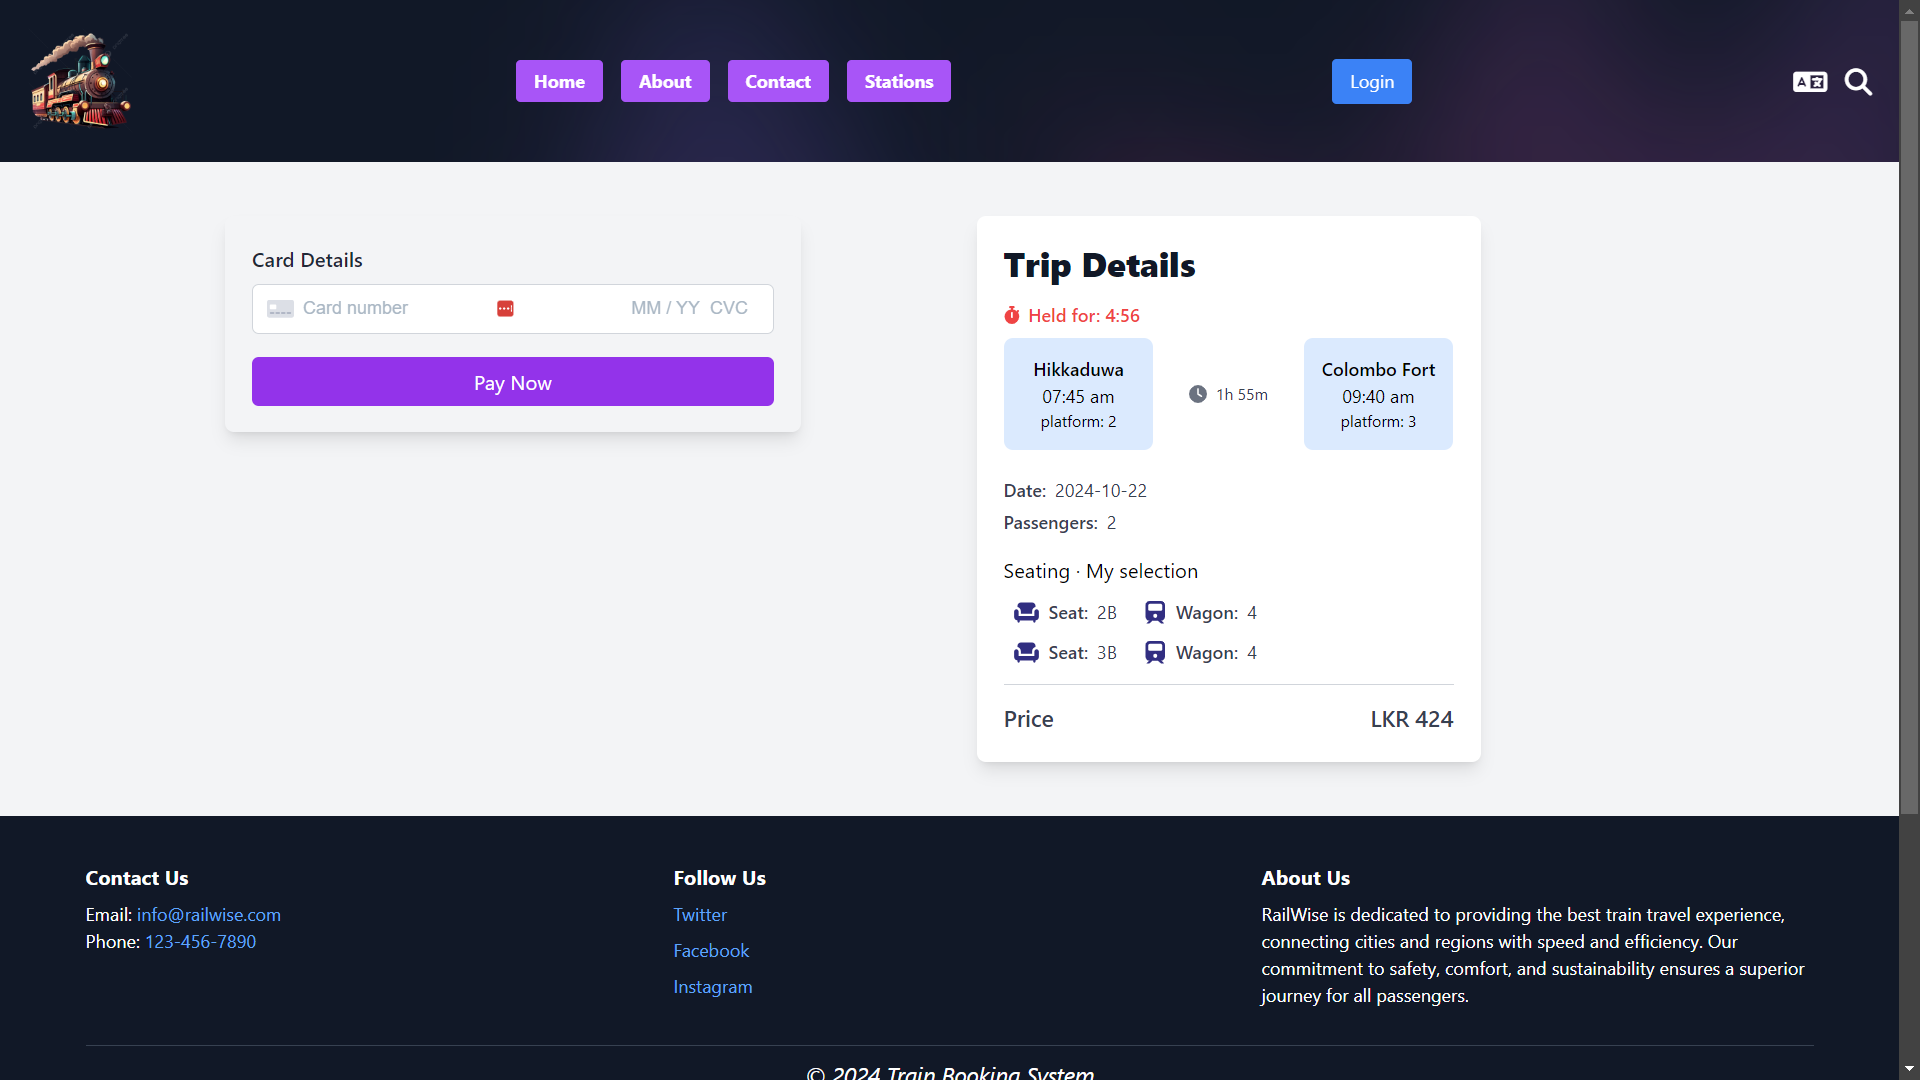 Home
About
Contact
Stations
Login
Card Details
Card number
MM / YY CVC
Pay Now
Trip Details
Held for: 4:56
Hikkaduwa
07:45 am
platform: 2
1h 55m
Colombo Fort
09:40 am
platform: 3
Date: 2024-10-22
Passengers: 2
Seating · My selection
Seat: 2B Wagon: 4
Seat: 3B Wagon: 4
Price LKR 424
Contact Us
Email: info@railwise.com
Phone: 123-456-7890
Follow Us
Twitter
Facebook
Instagram
About Us
RailWise is dedicated to providing the best train travel experience,
connecting cities and regions with speed and efficiency. Our
commitment to safety, comfort, and sustainability ensures a superior
journey for all passengers.
© 2024 Train Booking System